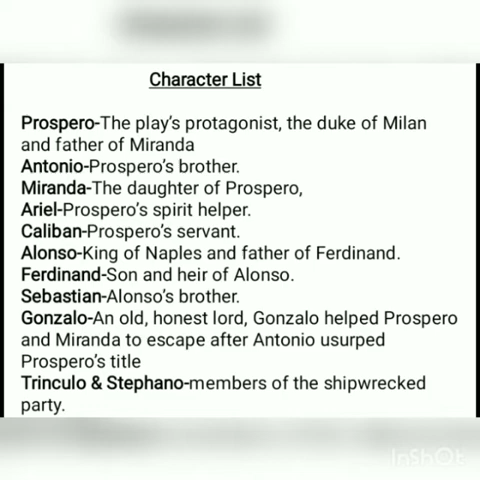 Character List
Prospero-The play's protagonist, the duke of Milan
and father of Miranda
Antonio-Prospero's brother.
Miranda-The daughter of Prospero,
Ariel-Prospero's spirit helper.
Caliban-Prospero's servant.
Alonso-King of Naples and father of Ferdinand.
Ferdinand-Son and heir of Alonso.
Sebastian-Alonso's brother.
Gonzalo-An old, honest lord, Gonzalo helped Prospero
and Miranda to escape after Antonio usurped
Prospero's title
Trinculo & Stephano-members of the shipwrecked
party.
InShOt